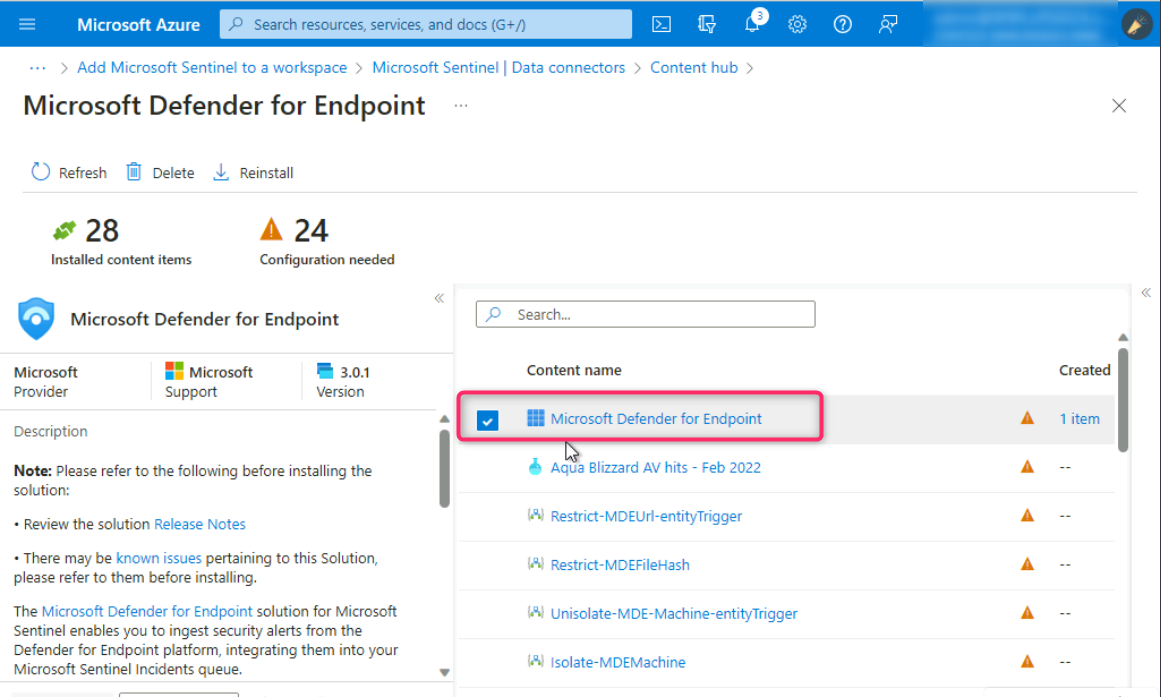 Microsoft Azure
Search resources, services, and docs (G+/)
3
... > Add Microsoft Sentinel to a workspace > Microsoft Sentinel | Data connectors > Content hub >
Microsoft Defender for Endpoint ...
Refresh Delete Reinstall
28 24
Installed content items Configuration needed
Microsoft Defender for Endpoint
Microsoft Microsoft 3.0.1
Provider Support Version
Description
Note: Please refer to the following before installing the
solution:
• Review the solution Release Notes
• There may be known issues pertaining to this Solution,
please refer to them before installing.
The Microsoft Defender for Endpoint solution for Microsoft
Sentinel enables you to ingest security alerts from the
Defender for Endpoint platform, integrating them into your
Microsoft Sentinel Incidents queue.
Search...
Content name Created
Microsoft Defender for Endpoint 1 item
Aqua Blizzard AV hits - Feb 2022 --
Restrict-MDEUrl-entityTrigger --
Restrict-MDEFileHash --
Unisolate-MDE-Machine-entityTrigger --
Isolate-MDEMachine --